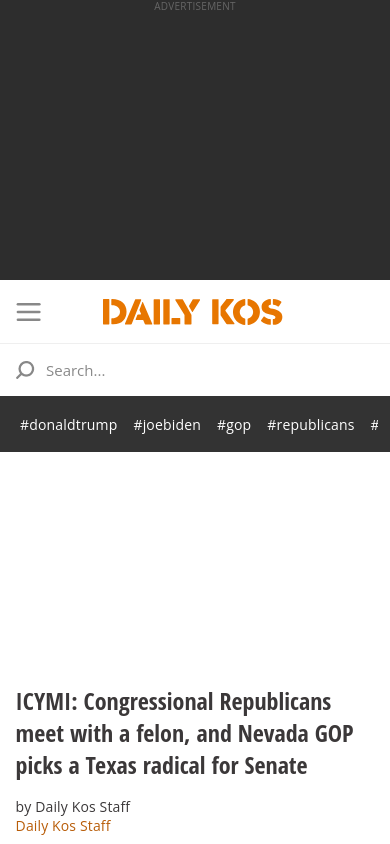 ADVERTISEMENT
DAILY KOS
Search...
#donaldtrump #joebiden #gop #republicans #
ICYMI: Congressional Republicans
meet with a felon, and Nevada GOP
picks a Texas radical for Senate
by Daily Kos Staff
Daily Kos Staff